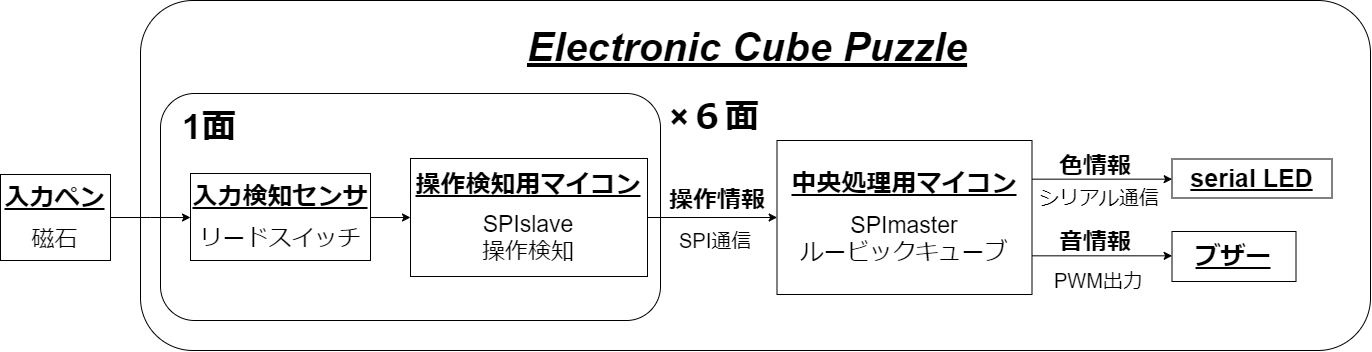 Electronic Cube Puzzle
1面
×６面
入力ペン
磁石
入力検知センサ
リードスイッチ
操作検知用マイコン
SPIslave
操作検知
操作情報
SPI通信
中央処理用マイコン
SPImaster
ルービックキューブ
色情報
シリアル通信
serial LED
音情報
PWM出力
ブザー